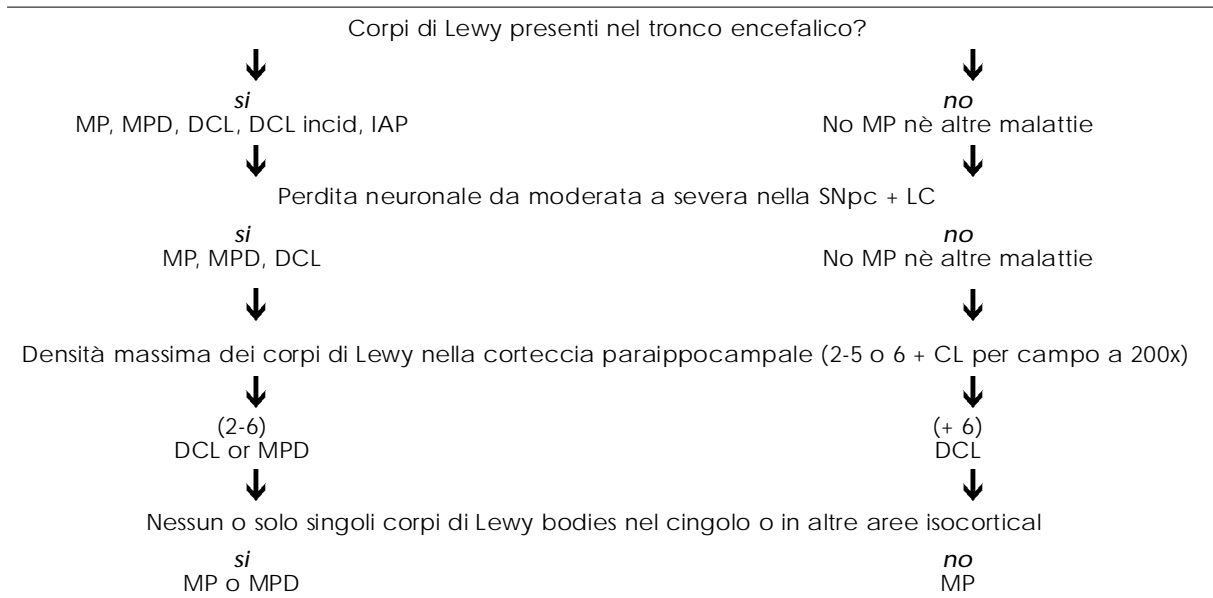 Corpi di Lewy presenti nel tronco encefalico?
si no
MP, MPD, DCL, DCL incid, IAP No MP nè altre malattie
Perdita neuronale da moderata a severa nella SNpc + LC
si no
MP, MPD, DCL No MP nè altre malattie
Densità massima dei corpi di Lewy nella corteccia paraippocampale (2-5 o 6 + CL per campo a 200x)
(2-6) (+ 6)
DCL or MPD DCL
Nessun o solo singoli corpi di Lewy bodies nel cingolo o in altre aree isocortical
si no
MP o MPD MP